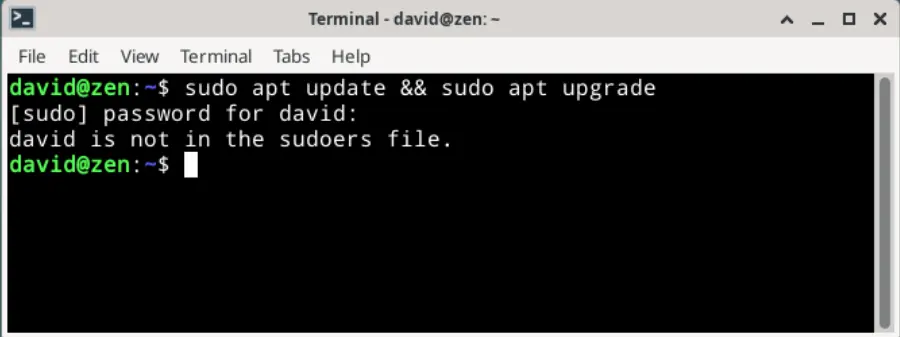 Terminal - david@zen: ~
File Edit View Terminal Tabs Help
david@zen:~$ sudo apt update && sudo apt upgrade
[sudo] password for david:
david is not in the sudoers file.
david@zen:~$